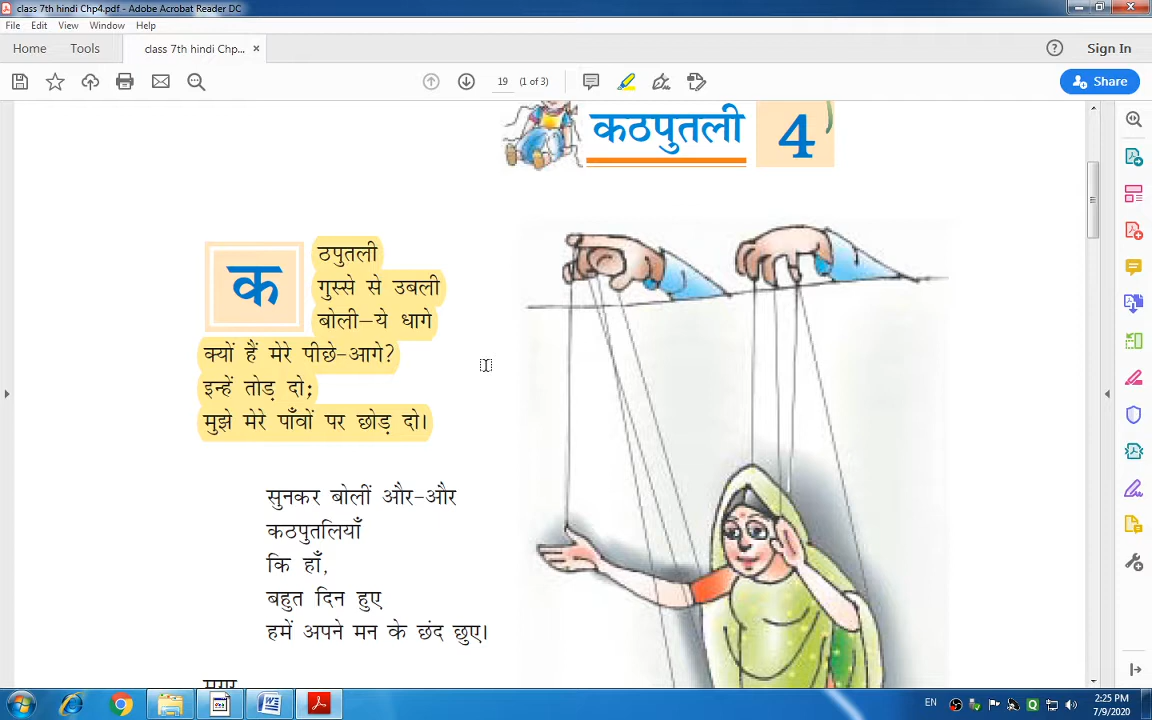 class 7th hindi Chp4.pdf - Adobe Acrobat Reader DC
File Edit View Window Help
Home Tools class 7th hindi Chp... × Sign In
19 (1 of 3) Share
कठपुतली 4
क
ठपुतली
गुस्से से उबली
बोली–ये धागे
क्यों हैं मेरे पीछे-आगे?
इन्हें तोड़ दो;
मुझे मेरे पाँवों पर छोड़ दो।
सुनकर बोलीं और-और
कठपुतलियाँ
कि हाँ,
बहुत दिन हुए
हमें अपने मन के छंद छुए।
EN 2:25 PM
7/9/2020